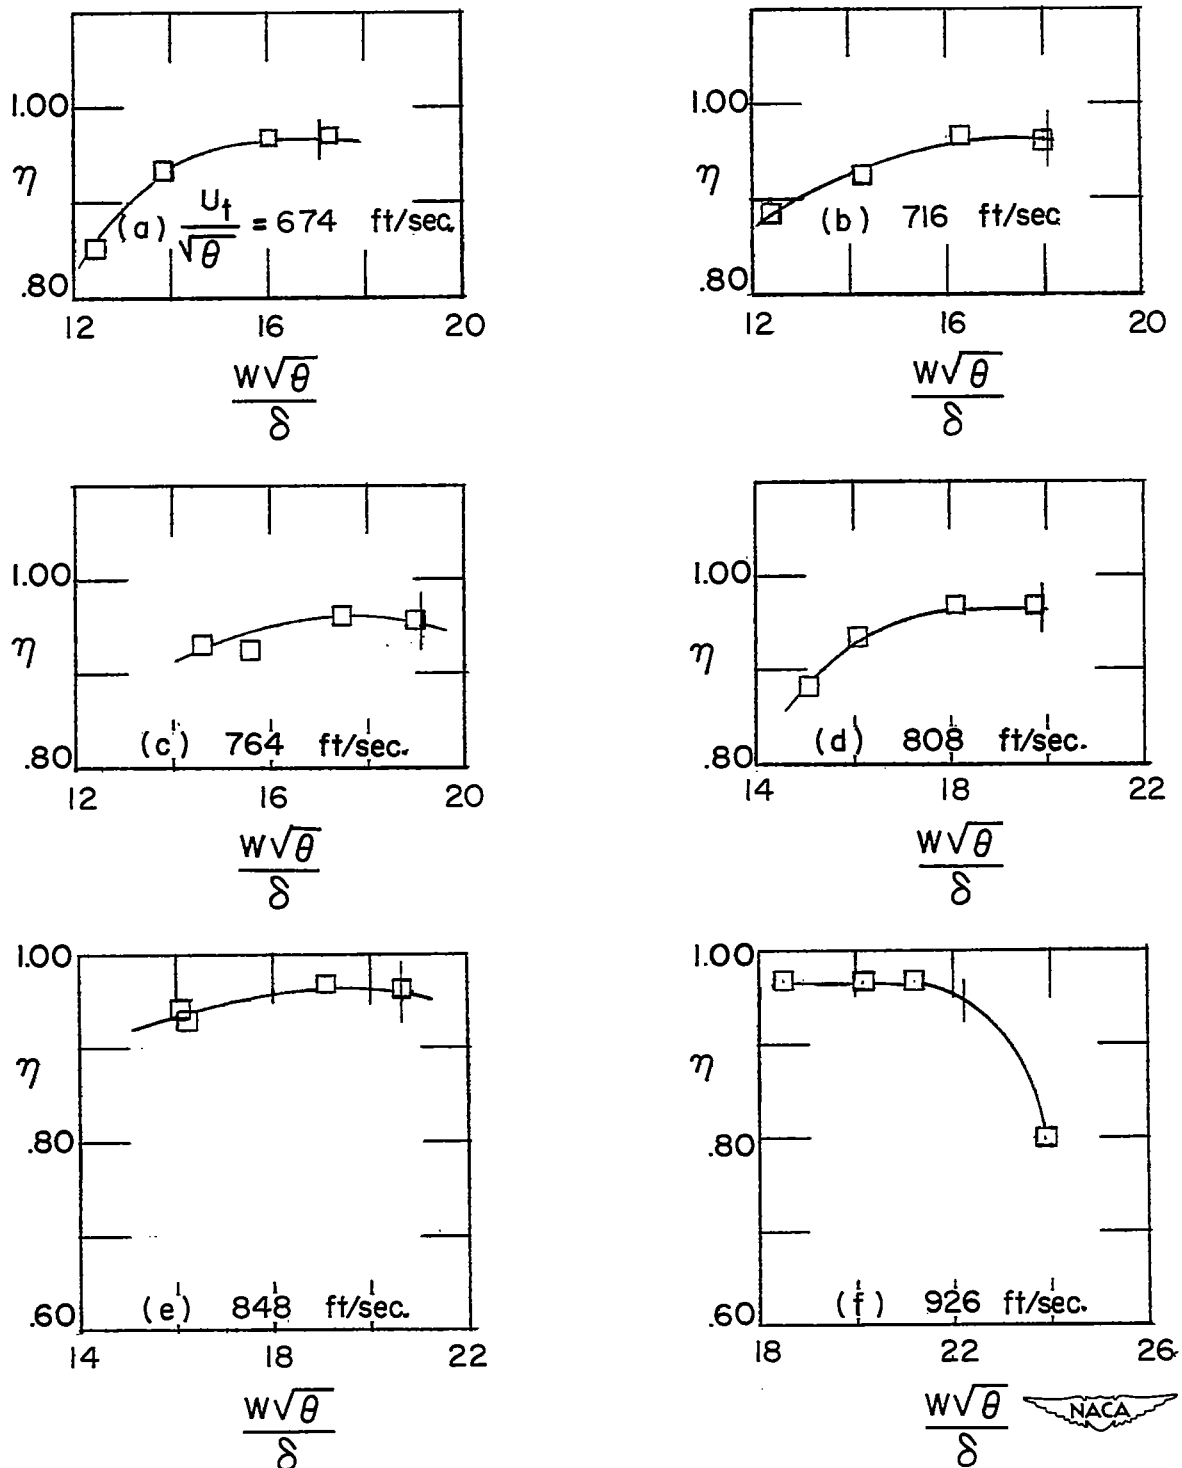 1.00
η
.80
(a) U_t/√θ = 674 ft/sec.
12 16 20
W√θ/δ
1.00
η
.80
(b) 716 ft/sec
12 16 20
W√θ/δ
1.00
η
.80
(c) 764 ft/sec.
12 16 20
W√θ/δ
1.00
η
.80
(d) 808 ft/sec.
14 18 22
W√θ/δ
1.00
η
.80
.60
(e) 848 ft/sec.
14 18 22
W√θ/δ
1.00
η
.80
.60
(f) 926 ft/sec.
18 22 26
W√θ/δ
NACA